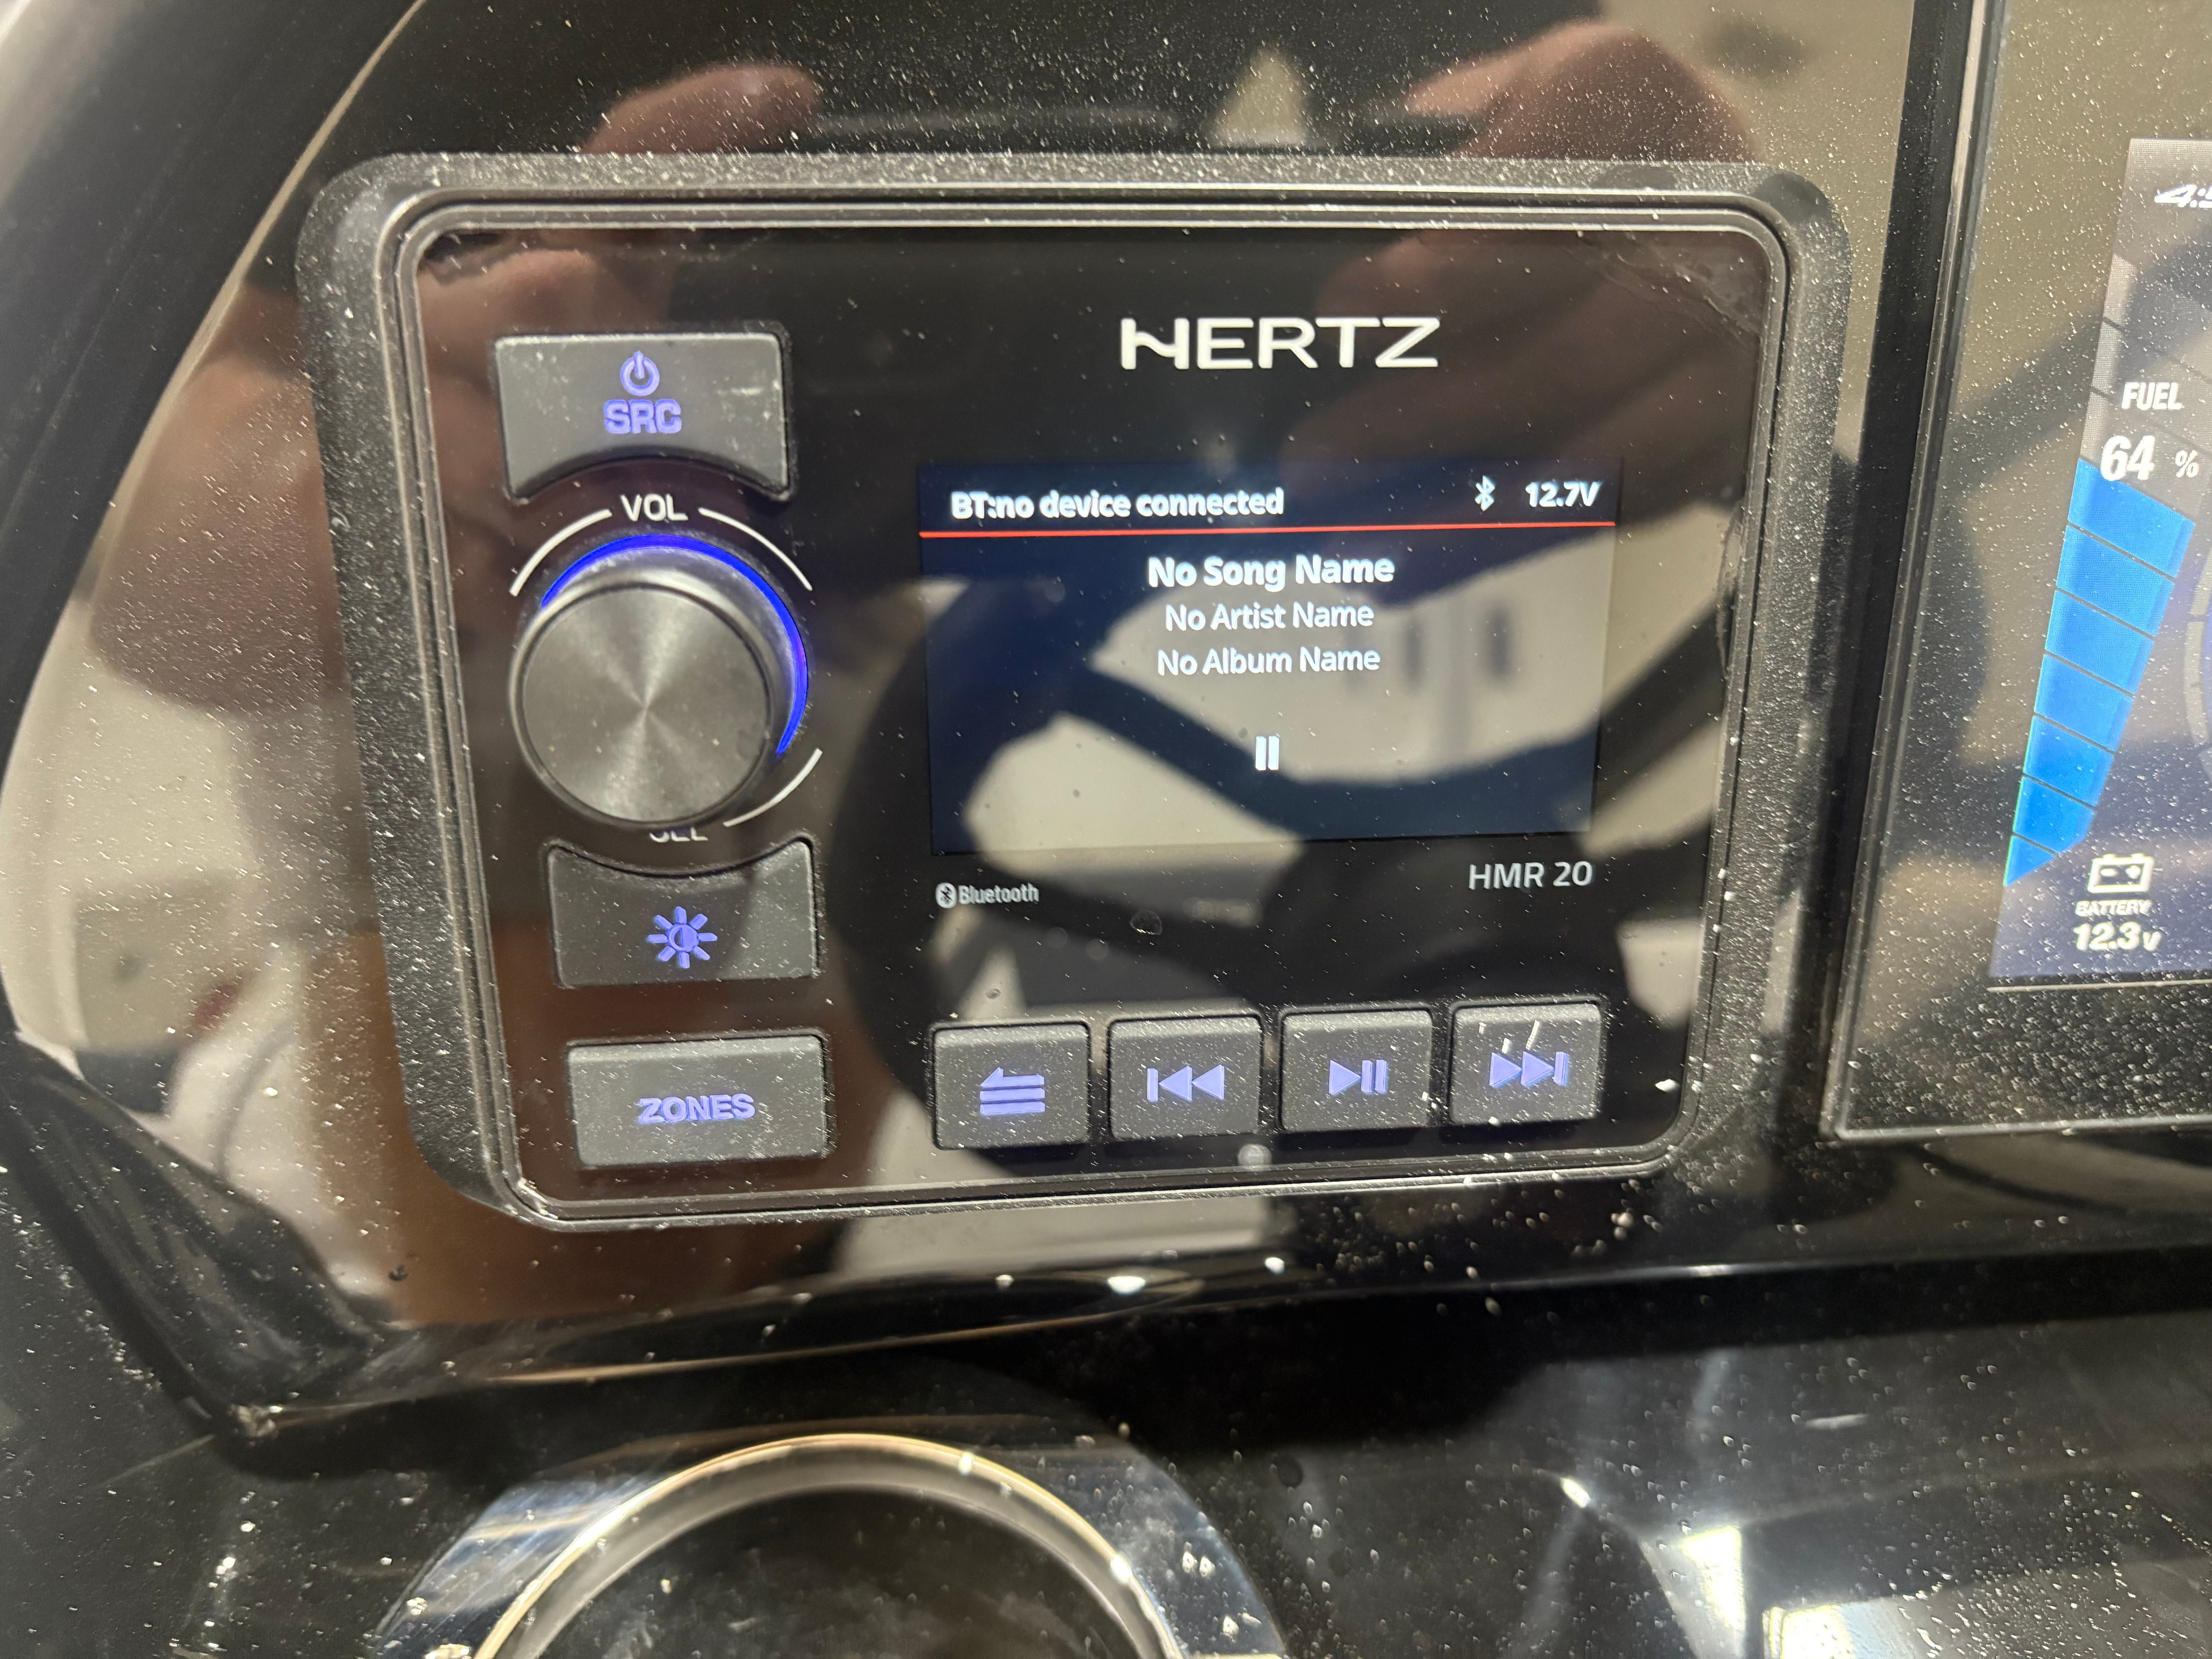 HERTZ
SRC
VOL
BT:no device connected 12.7V
No Song Name
No Artist Name
No Album Name
SEL
HMR 20
Bluetooth
ZONES
FUEL
64 %
BATTERY
12.3V